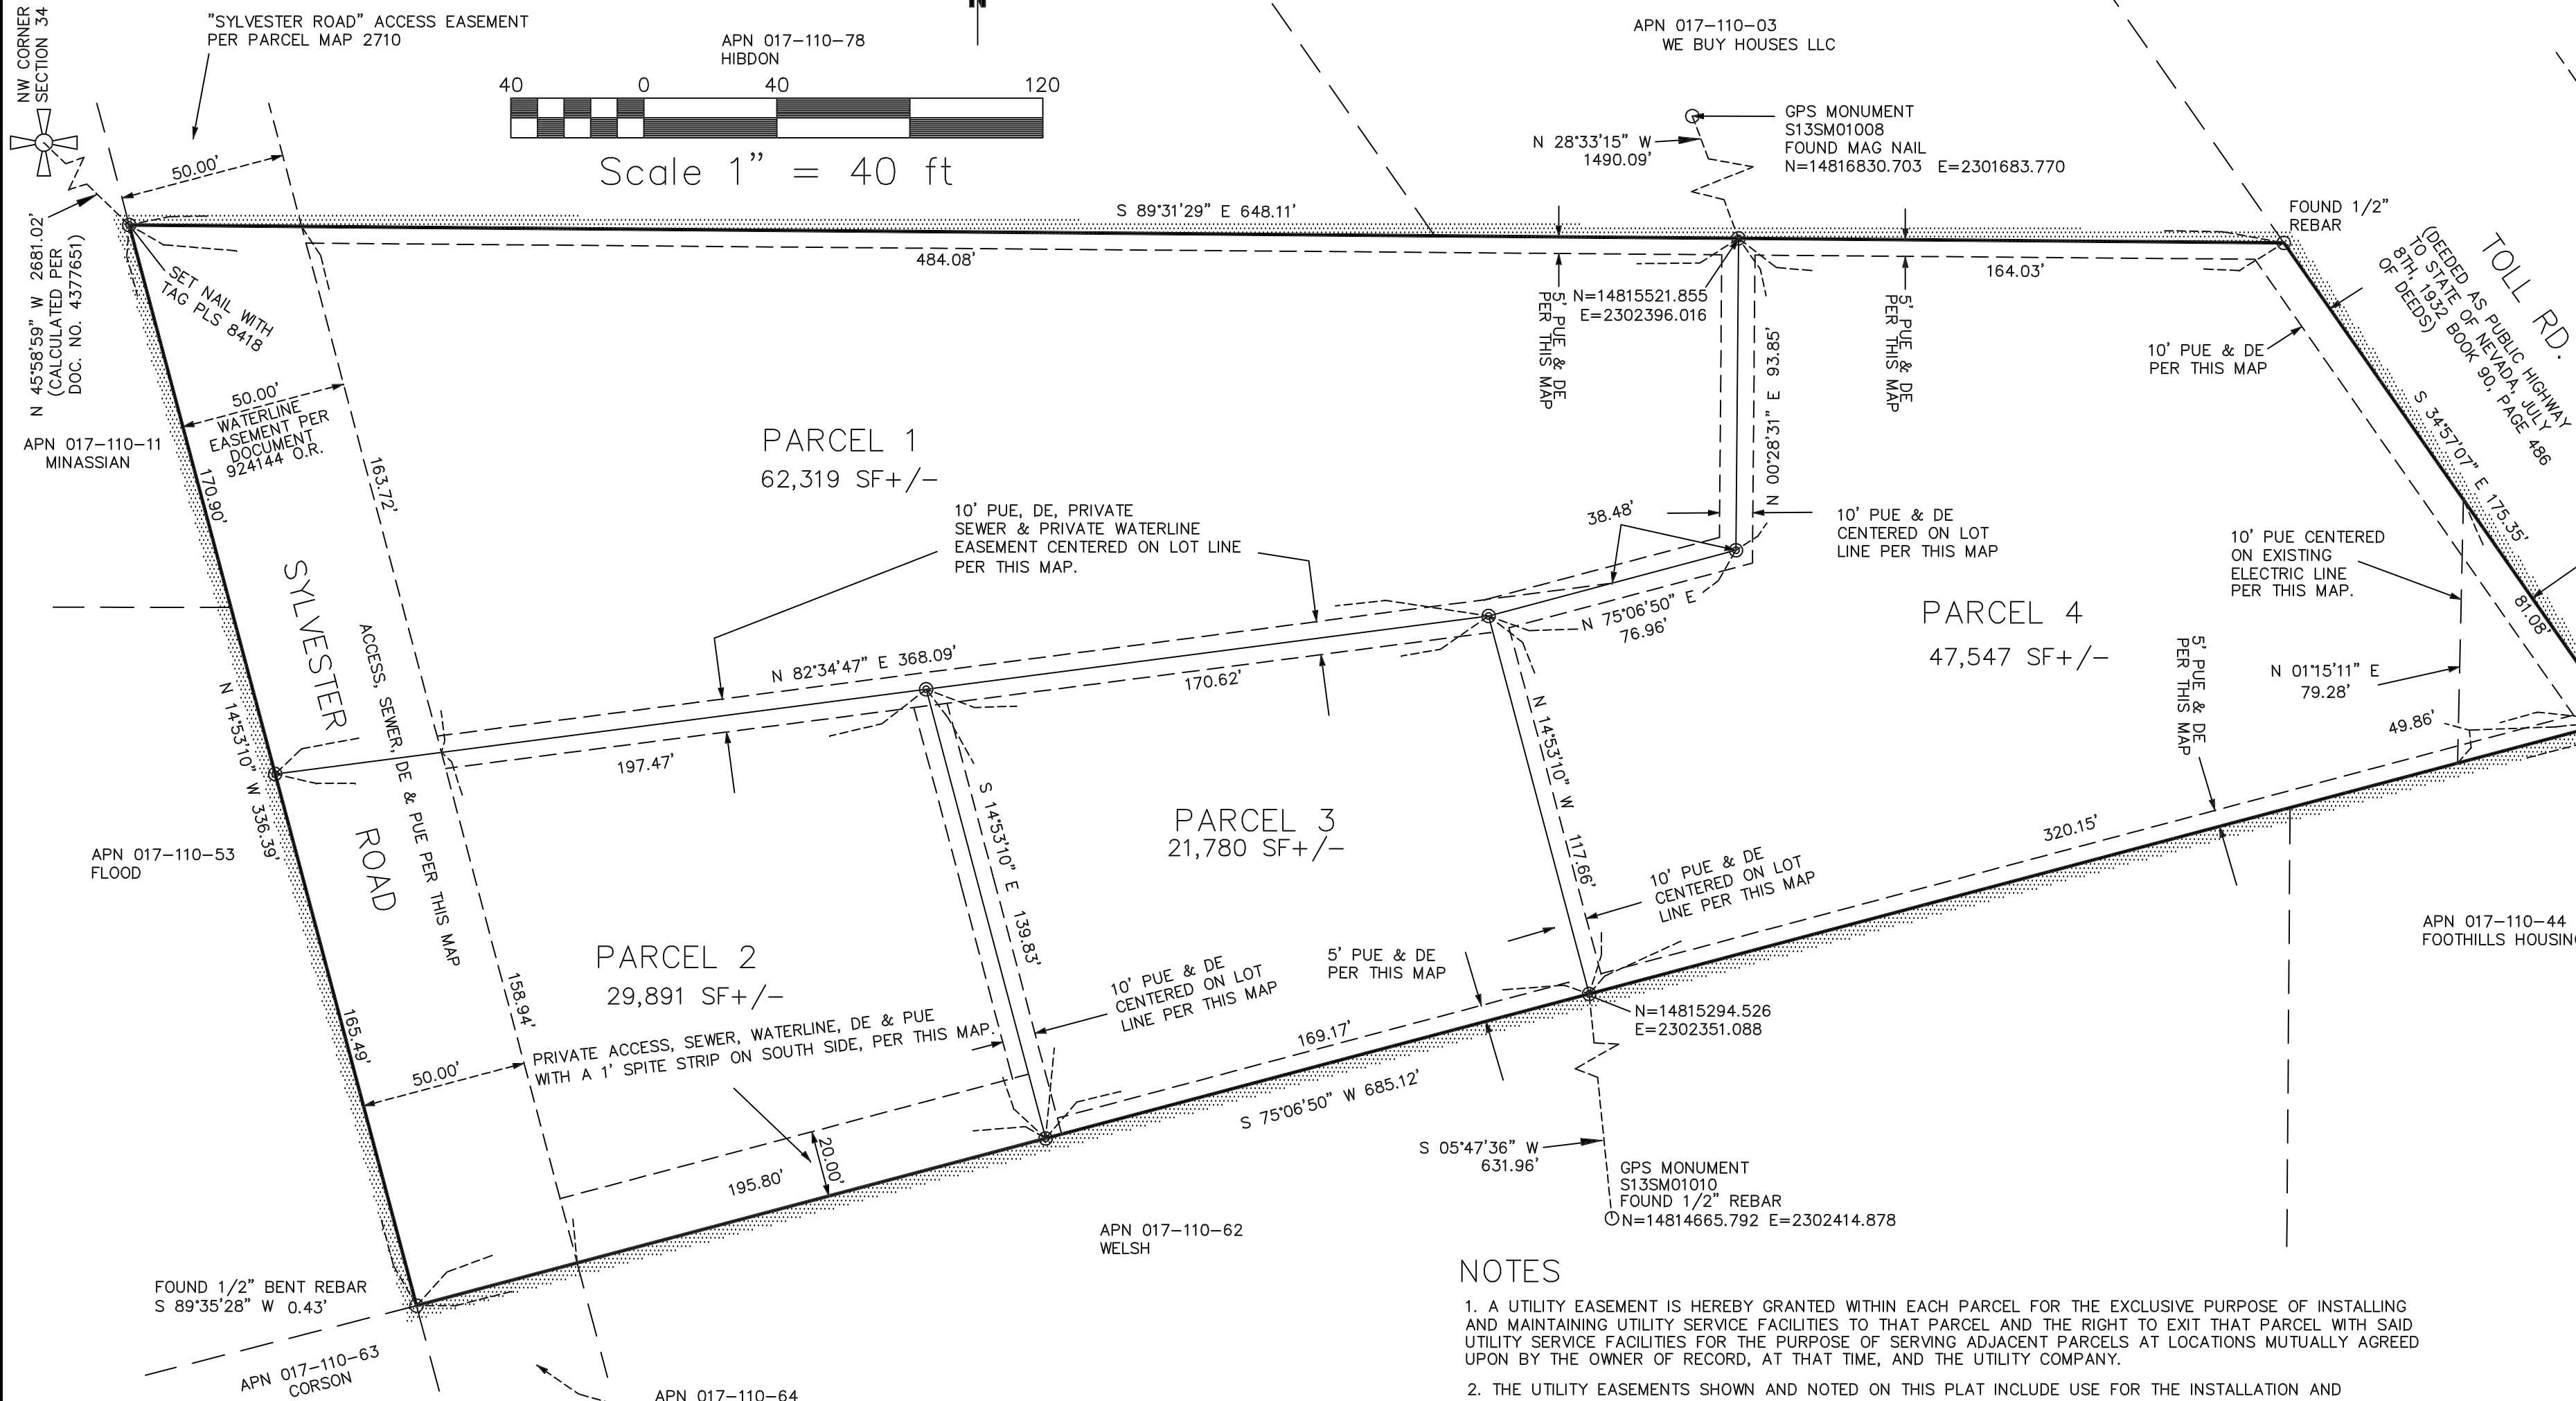 NW CORNER
SECTION 34
"SYLVESTER ROAD" ACCESS EASEMENT
PER PARCEL MAP 2710
APN 017-110-78
HIBDON
N
40 0 40 120
Scale 1" = 40 ft
APN 017-110-03
WE BUY HOUSES LLC
GPS MONUMENT
S13SM01008
FOUND MAG NAIL
N=14816830.703 E=2301683.770
N 28°33'15" W
1490.09'
50.00'
N 45°58'59" W 2681.02'
(CALCULATED PER
DOC. NO. 4377651)
SET NAIL WITH
TAG PLS 8418
S 89°31'29" E 648.11'
484.08'
164.03'
FOUND 1/2"
REBAR
TOLL RD.
(DEEDED AS PUBLIC HIGHWAY
TO STATE OF NEVADA, JULY
8TH, 1932 BOOK 90, PAGE 486
OF DEEDS)
N=14815521.855
E=2302396.016
5' PUE & DE
PER THIS MAP
5' PUE & DE
PER THIS MAP
N 00°28'31" E 93.85'
10' PUE & DE
PER THIS MAP
S 34°57'07" E 175.35'
50.00'
WATERLINE
EASEMENT PER
DOCUMENT
924144 O.R.
APN 017-110-11
MINASSIAN
170.90'
163.72'
PARCEL 1
62,319 SF+/-
10' PUE, DE, PRIVATE
SEWER & PRIVATE WATERLINE
EASEMENT CENTERED ON LOT LINE
PER THIS MAP.
38.48'
10' PUE & DE
CENTERED ON LOT
LINE PER THIS MAP
10' PUE CENTERED
ON EXISTING
ELECTRIC LINE
PER THIS MAP.
81.08'
SYLVESTER
ROAD
ACCESS, SEWER, DE & PUE PER THIS MAP
N 82°34'47" E 368.09'
170.62'
197.47'
N 75°06'50" E
76.96'
PARCEL 4
47,547 SF+/-
5' PUE & DE
PER THIS MAP
N 01°15'11" E
79.28'
49.86'
N 14°53'10" W 336.39'
APN 017-110-53
FLOOD
S 14°53'10" E 139.83'
PARCEL 3
21,780 SF+/-
N 14°53'10" W 117.66'
320.15'
10' PUE & DE
CENTERED ON LOT
LINE PER THIS MAP
APN 017-110-44
FOOTHILLS HOUSIN
PARCEL 2
29,891 SF+/-
158.94'
165.49'
50.00'
PRIVATE ACCESS, SEWER, WATERLINE, DE & PUE
WITH A 1' SPITE STRIP ON SOUTH SIDE, PER THIS MAP.
10' PUE & DE
CENTERED ON LOT
LINE PER THIS MAP
5' PUE & DE
PER THIS MAP
169.17'
N=14815294.526
E=2302351.088
S 75°06'50" W 685.12'
20.00'
195.80'
S 05°47'36" W
631.96'
GPS MONUMENT
S13SM01010
FOUND 1/2" REBAR
N=14814665.792 E=2302414.878
APN 017-110-62
WELSH
FOUND 1/2" BENT REBAR
S 89°35'28" W 0.43'
APN 017-110-63
CORSON
APN 017-110-64
NOTES
1. A UTILITY EASEMENT IS HEREBY GRANTED WITHIN EACH PARCEL FOR THE EXCLUSIVE PURPOSE OF INSTALLING
AND MAINTAINING UTILITY SERVICE FACILITIES TO THAT PARCEL AND THE RIGHT TO EXIT THAT PARCEL WITH SAID
UTILITY SERVICE FACILITIES FOR THE PURPOSE OF SERVING ADJACENT PARCELS AT LOCATIONS MUTUALLY AGREED
UPON BY THE OWNER OF RECORD, AT THAT TIME, AND THE UTILITY COMPANY.
2. THE UTILITY EASEMENTS SHOWN AND NOTED ON THIS PLAT INCLUDE USE FOR THE INSTALLATION AND